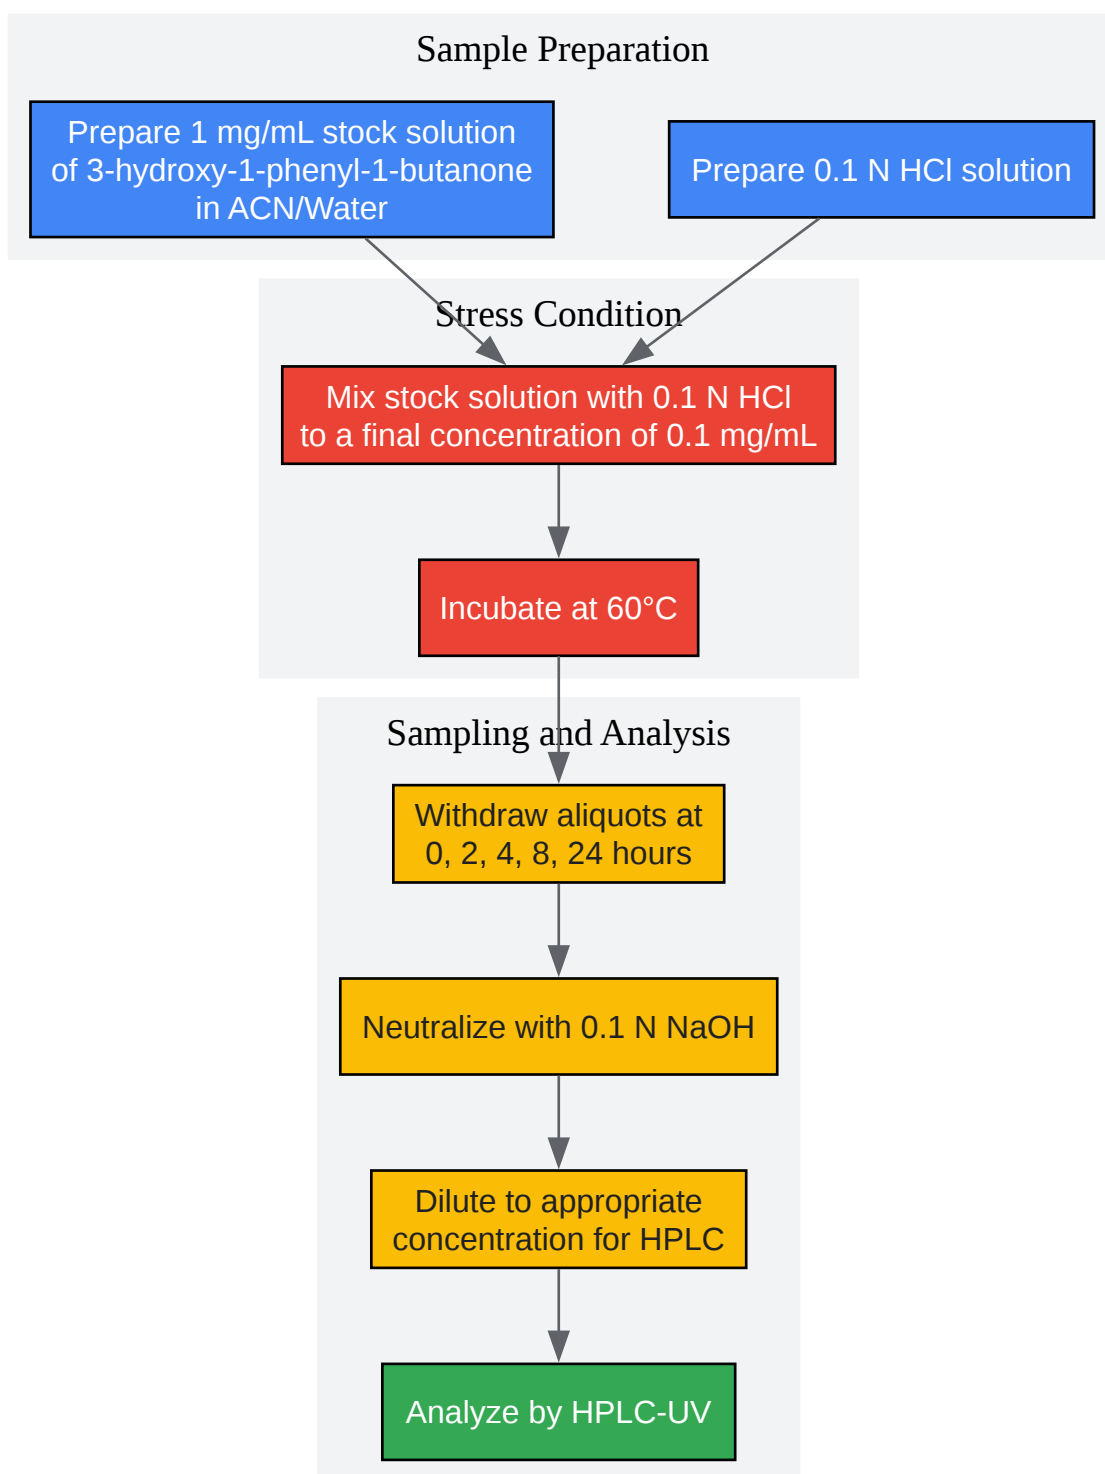 Sample Preparation
Prepare 1 mg/mL stock solution
of 3-hydroxy-1-phenyl-1-butanone
in ACN/Water
Prepare 0.1 N HCl solution
Stress Condition
Mix stock solution with 0.1 N HCl
to a final concentration of 0.1 mg/mL
Incubate at 60°C
Sampling and Analysis
Withdraw aliquots at
0, 2, 4, 8, 24 hours
Neutralize with 0.1 N NaOH
Dilute to appropriate
concentration for HPLC
Analyze by HPLC-UV